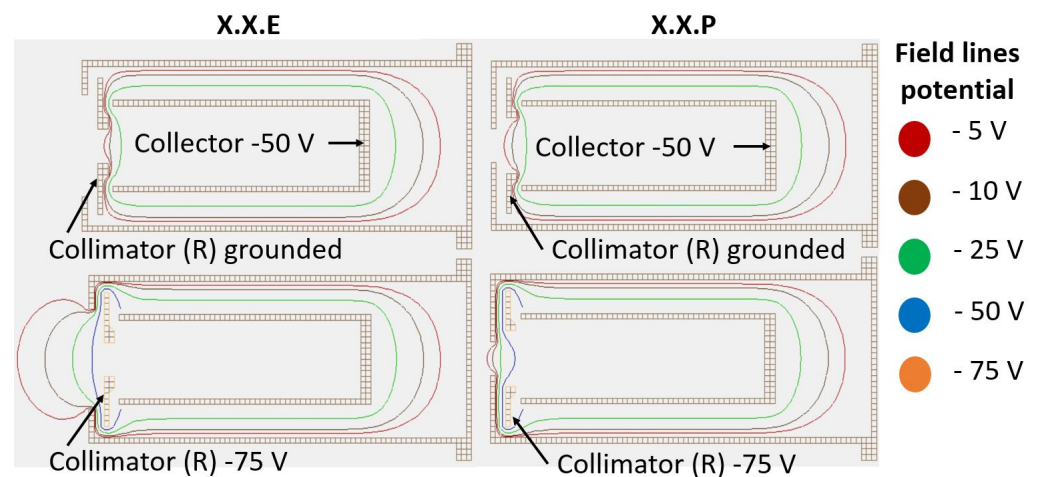 X.X.E
X.X.P
Collector -50 V
Collector -50 V
Collimator (R) grounded
Collimator (R) grounded
Collimator (R) -75 V
Collimator (R) -75 V
Field lines
potential
- 5 V
- 10 V
- 25 V
- 50 V
- 75 V